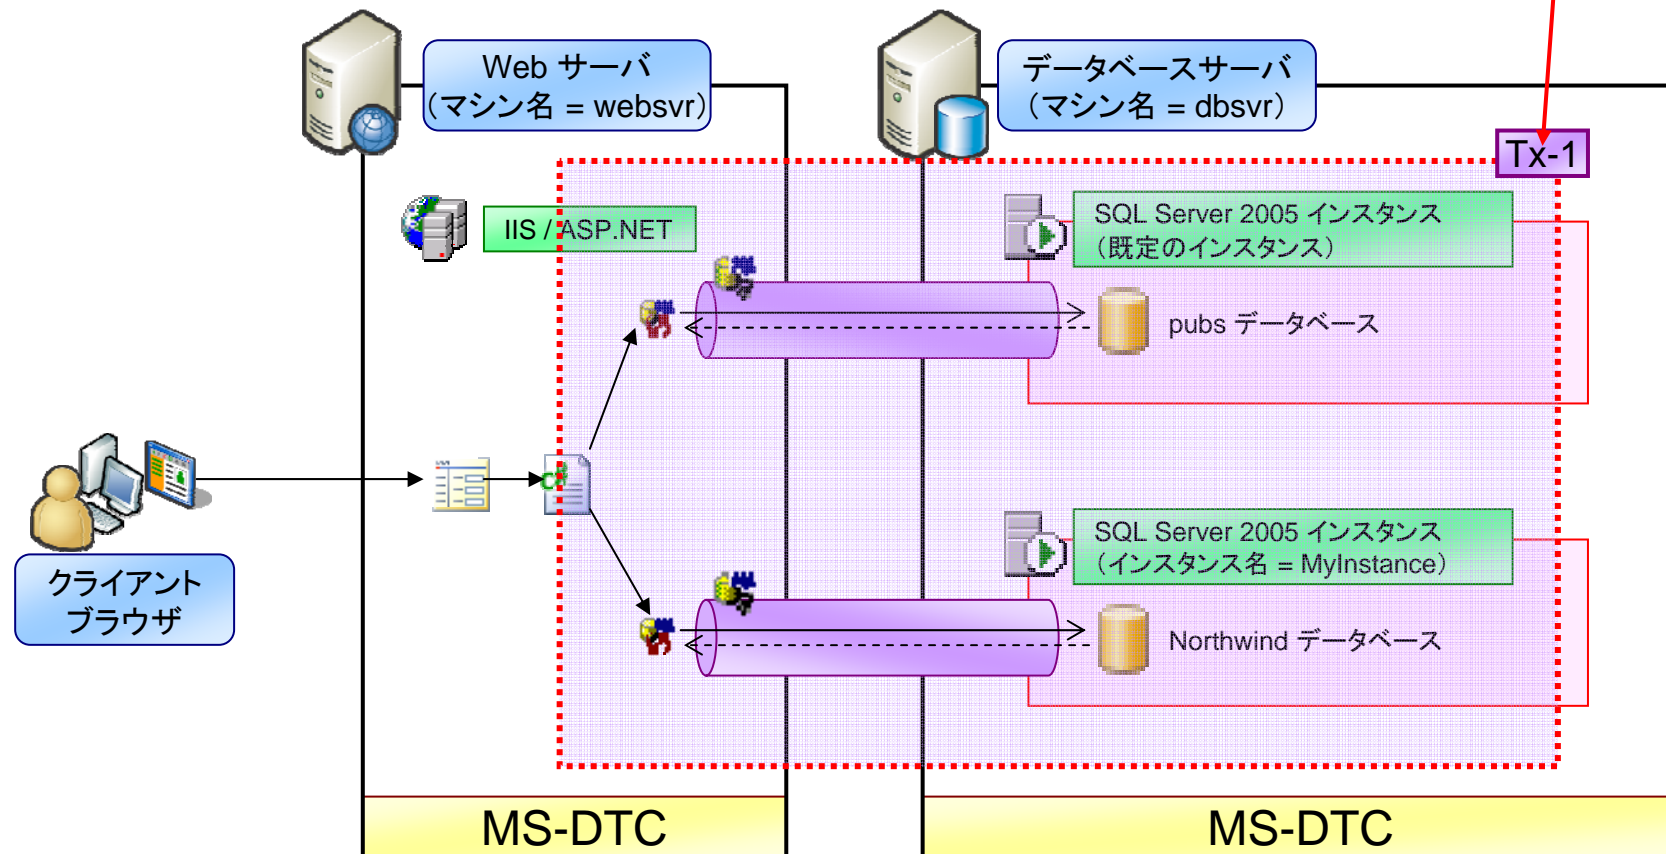 Web サーバ
（マシン名 = websvr）
データベースサーバ
（マシン名 = dbsvr）
Tx-1
IIS / ASP.NET
SQL Server 2005 インスタンス
（既定のインスタンス）
pubs データベース
クライアント
ブラウザ
SQL Server 2005 インスタンス
（インスタンス名 = MyInstance）
Northwind データベース
MS-DTC
MS-DTC